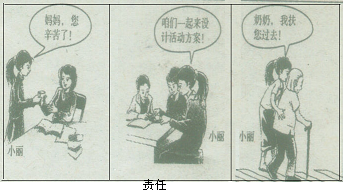 妈妈，您
辛苦了！
小丽
咱们一起来设
计活动方案！
小丽
奶奶，我扶
您过去！
小丽
责任